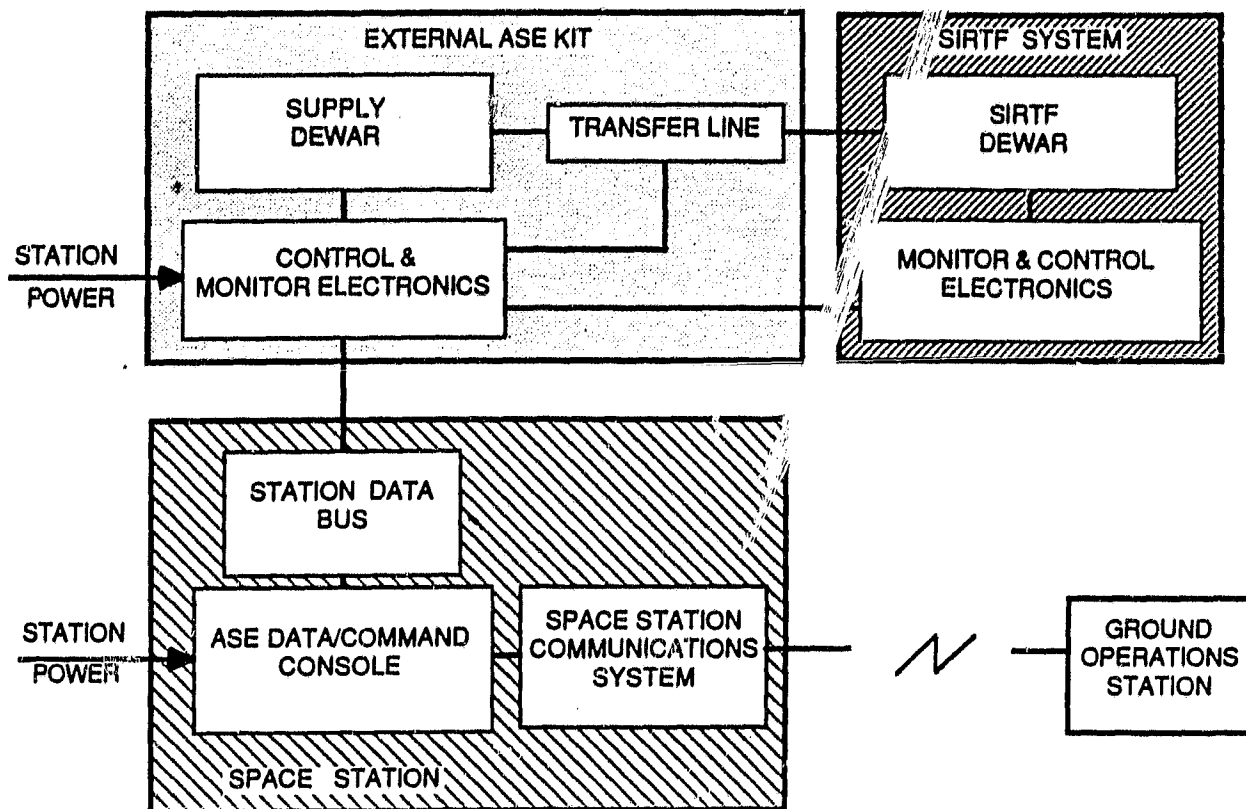 EXTERNAL ASE KIT
SUPPLY
DEWAR
TRANSFER LINE
CONTROL &
MONITOR ELECTRONICS
STATION
POWER
SIRTF SYSTEM
SIRTF
DEWAR
MONITOR & CONTROL
ELECTRONICS
STATION DATA
BUS
ASE DATA/COMMAND
CONSOLE
STATION
POWER
SPACE STATION
COMMUNICATIONS
SYSTEM
SPACE STATION
GROUND
OPERATIONS
STATION